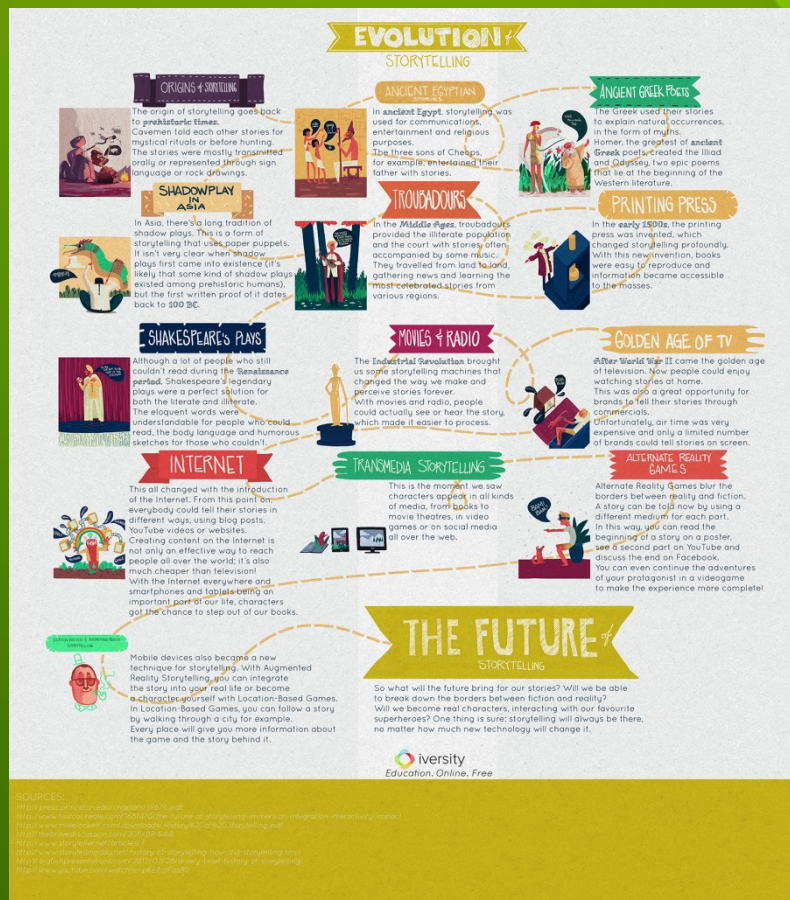 EVOLUTION of
STORYTELLING
ORIGINS of STORYTELLING
The origin of storytelling goes back
to prehistoric times.
Cavemen told each other stories for
mystical rituals or before hunting.
The stories were mostly transmitted
orally or represented through sign
language or rock drawings.
ANCIENT EGYPTIAN
In ancient Egypt, storytelling was
used for communications,
entertainment and religious
purposes.
The three sons of Cheops,
for example, entertained their
father with stories.
ANCIENT GREEK POETS
The Greek used their stories
to explain natural occurrences,
in the form of myths.
Homer, the greatest of ancient
Greek poets, created the Illiad
and Odyssey, two epic poems
that lie at the beginning of the
Western literature.
SHADOWPLAY
IN
ASIA
In Asia, there's a long tradition of
shadow plays. This is a form of
storytelling that uses paper puppets.
It isn't very clear when shadow
plays first came into existence (it's
likely that some kind of shadow plays
existed among prehistoric humans),
but the first written proof of it dates
back to 100 BC.
TROUBADOURS
In the Middle Ages, troubadours
provided the illiterate population
and the court with stories often
accompanied by some music.
They travelled from land to land,
gathering news and learning the
most celebrated stories from
various regions.
PRINTING PRESS
In the early 1500s, the printing
press was invented, which
changed storytelling profoundly.
With this new invention, books
were easy to reproduce and
information became accessible
to the masses.
SHAKESPEARE'S PLAYS
Although a lot of people who still
couldn't read during the Renaissance
period, Shakespeare's legendary
plays were a perfect solution for
both the literate and illiterate.
The eloquent words were
understandable for people who could
read, the body language and humorous
sketches for those who couldn't.
MOVIES & RADIO
The Industrial Revolution brought
us some storytelling machines that
changed the way we make and
perceive stories forever.
With movies and radio, people
could actually see or hear the story,
which made it easier to process.
GOLDEN AGE OF TV
After World War II came the golden age
of television. Now people could enjoy
watching stories at home.
This was also a great opportunity for
brands to tell their stories through
commercials.
Unfortunately, air time was very
expensive and only a limited number
of brands could tell stories on screen.
INTERNET
This all changed with the introduction
of the Internet. From this point on,
everybody could tell their stories in
different ways, using blog posts,
YouTube videos or websites.
Creating content on the Internet is
not only an effective way to reach
people all over the world; it's also
much cheaper than television!
With the Internet everywhere and
smartphones and tablets being an
important part of our life, characters
got the chance to step out of our books.
TRANSMEDIA STORYTELLING
This is the moment we saw
characters appear in all kinds
of media, from books to
movie theatres, in video
games or on social media
all over the web.
ALTERNATE REALITY
GAMES
BAM!
BAM!
Alternate Reality Games blur the
borders between reality and fiction.
A story can be told now by using a
different medium for each part.
In this way, you can read the
beginning of a story on a poster,
see a second part on YouTube and
discuss the end on Facebook.
You can even continue the adventures
of your protagonist in a videogame
to make the experience more complete!
STORYTELLING
Mobile devices also became a new
technique for storytelling. With Augmented
Reality Storytelling, you can integrate
the story into your real life or become
a character yourself with Location-Based Games.
In Location-Based Games, you can follow a story
by walking through a city for example.
Every place will give you more information about
the game and the story behind it.
THE FUTURE of
STORYTELLING
So what will the future bring for our stories? Will we be able
to break down the borders between fiction and reality?
Will we become real characters, interacting with our favourite
superheroes? One thing is sure: storytelling will always be there,
no matter how much new technology will change it.
iversity
Education. Online. Free
SOURCES: